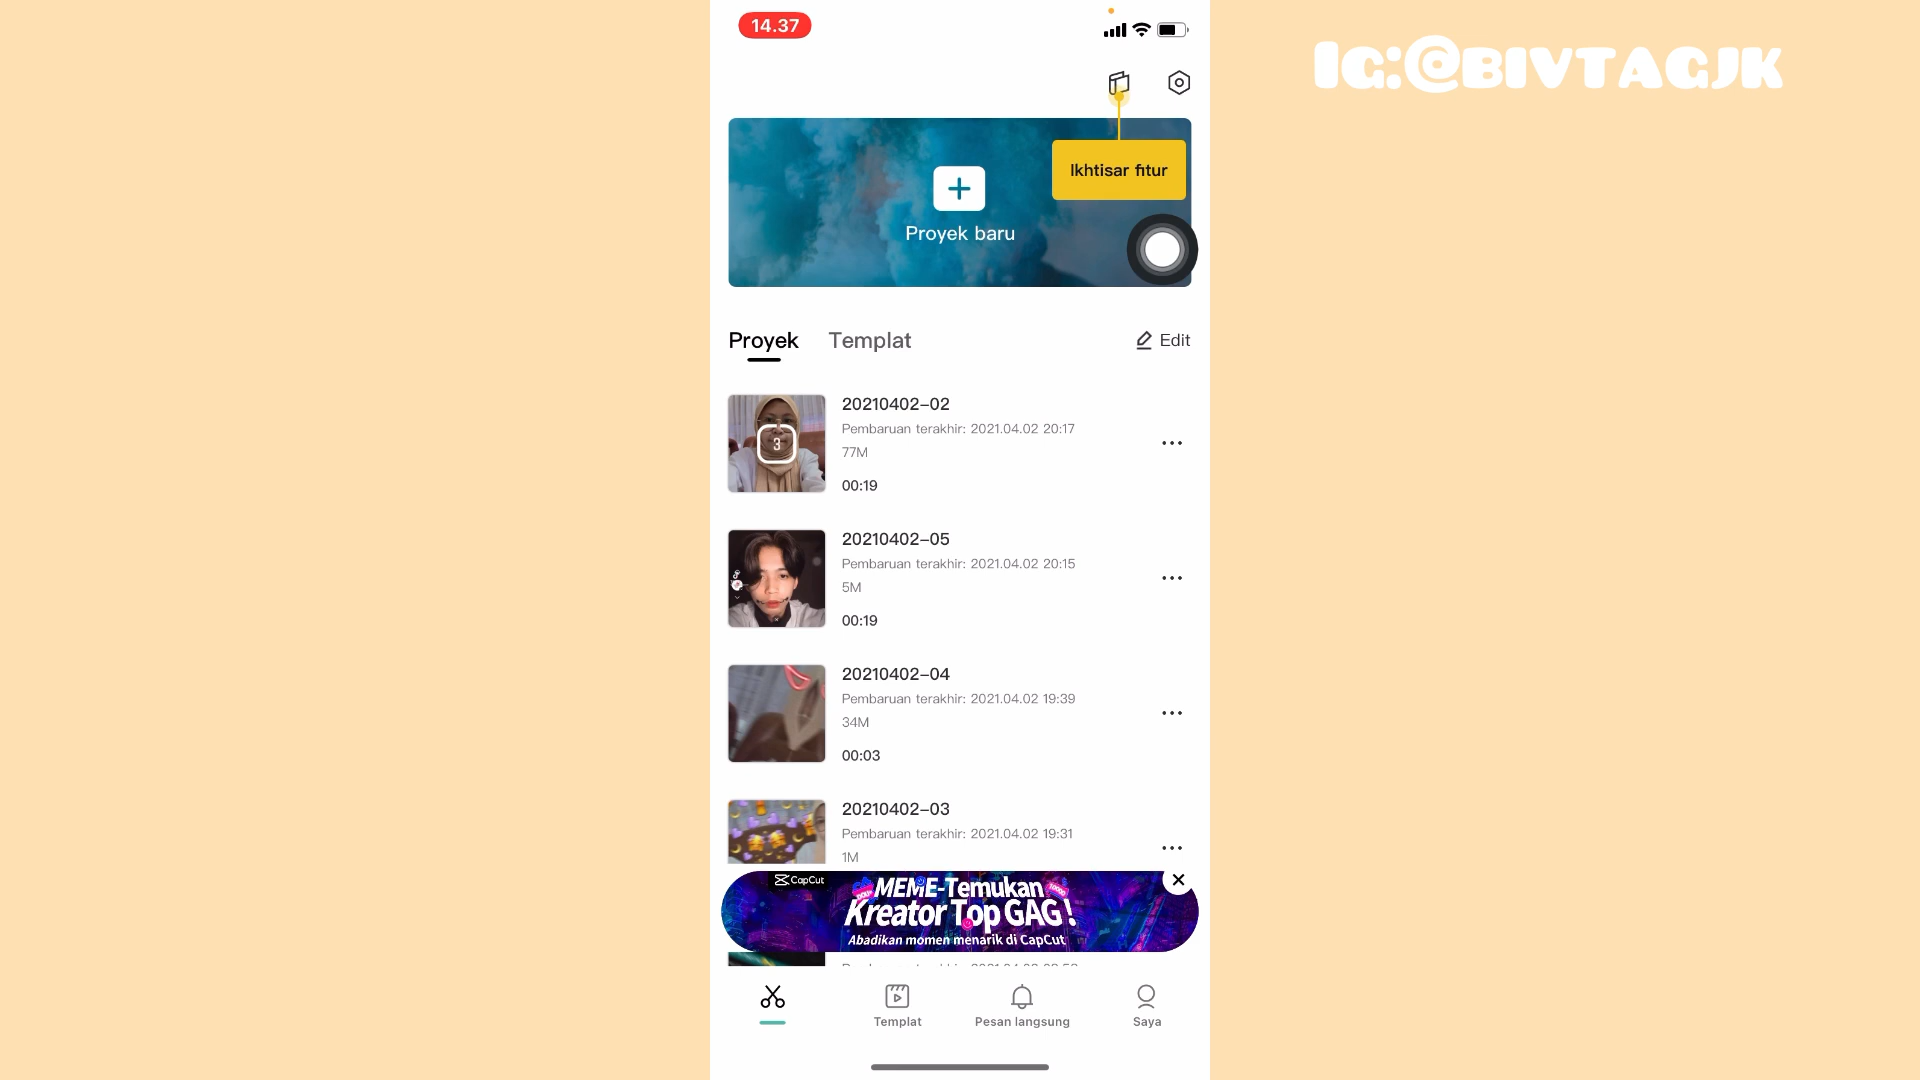 14.37
IG:@BIVTAGJK
Ikhtisar fitur
Proyek baru
Proyek
Templat
Edit
20210402-02
Pembaruan terakhir: 2021.04.02 20:17
77M
00:19
3
20210402-05
Pembaruan terakhir: 2021.04.02 20:15
5M
00:19
20210402-04
Pembaruan terakhir: 2021.04.02 19:39
34M
00:03
20210402-03
Pembaruan terakhir: 2021.04.02 19:31
1M
CapCut
MEME-Temukan
Kreator Top GAG !
Abadikan momen menarik di CapCut
Templat
Pesan langsung
Saya